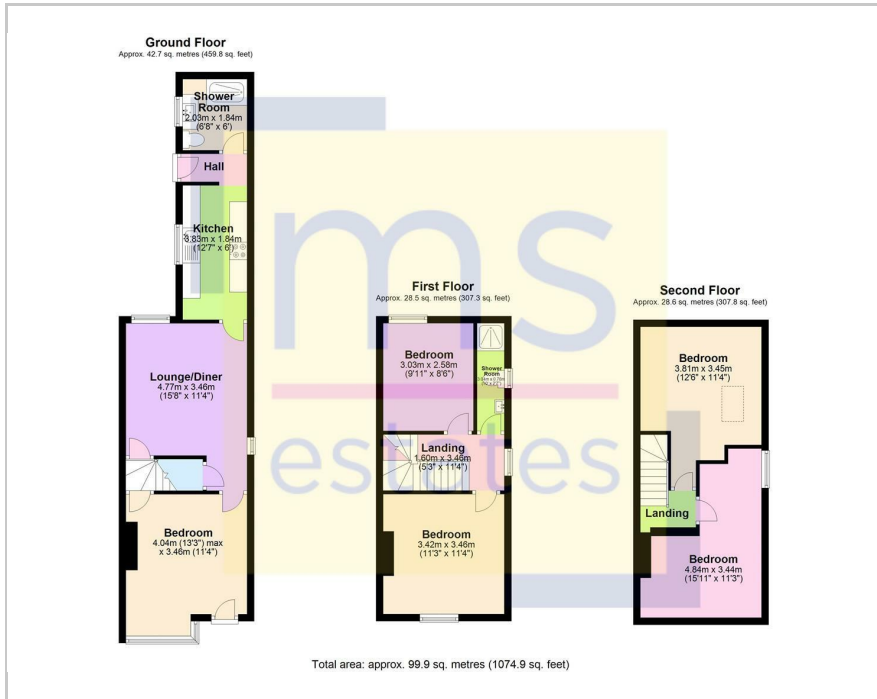 Ground Floor
Approx. 42.7 sq. metres (459.8 sq. feet)
Shower
Room
2.03m x 1.84m
(6'8" x 6')
Hall
Kitchen
3.83m x 1.84m
(12'7" x 6')
Lounge/Diner
4.77m x 3.46m
(15'8" x 11'4")
Bedroom
4.04m (13'3") max
x 3.46m (11'4")
First Floor
Approx. 28.5 sq. metres (307.3 sq. feet)
Bedroom
3.03m x 2.58m
(9'11" x 8'6")
Shower
Room
Landing
1.60m x 3.46m
(5'3" x 11'4")
Bedroom
3.42m x 3.46m
(11'3" x 11'4")
Second Floor
Approx. 28.6 sq. metres (307.8 sq. feet)
Bedroom
3.81m x 3.45m
(12'6" x 11'4")
Landing
Bedroom
4.84m x 3.44m
(15'11" x 11'3")
ms
estates
Total area: approx. 99.9 sq. metres (1074.9 sq. feet)